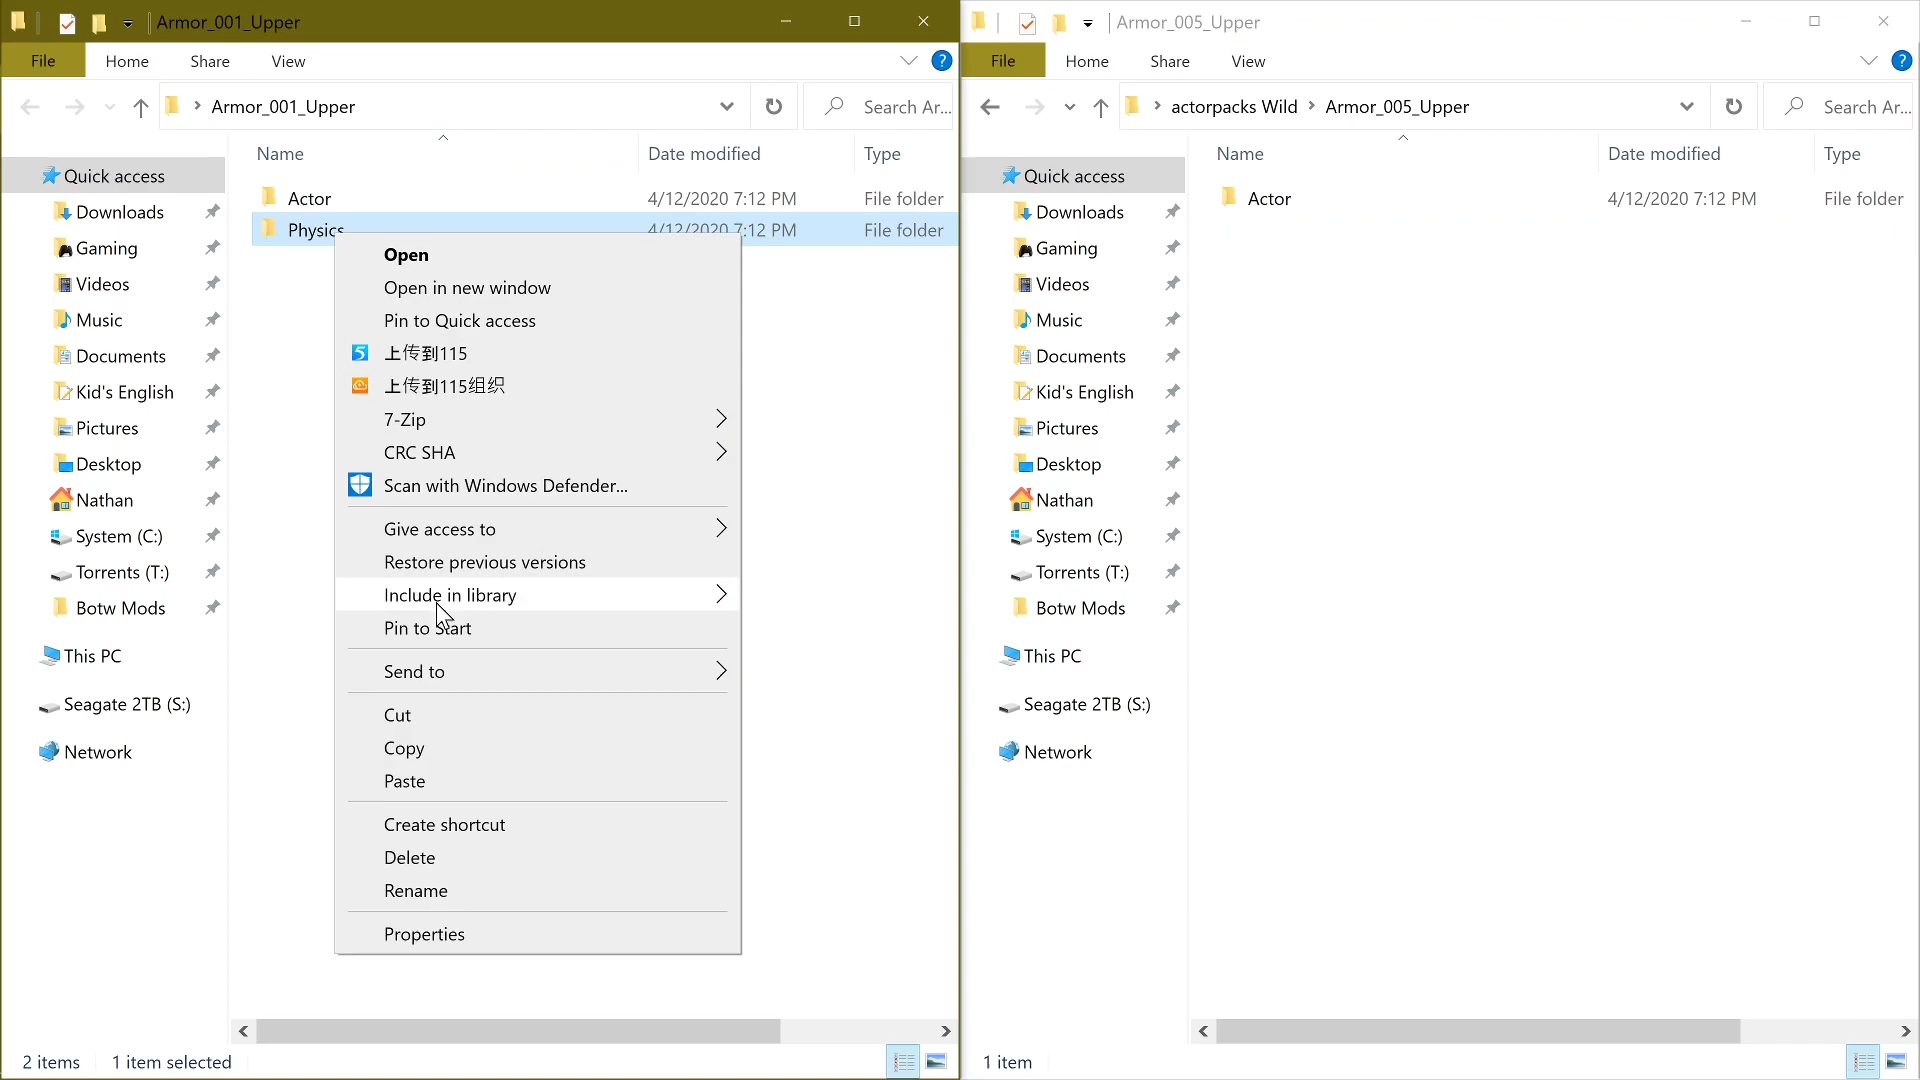 Armor_001_Upper
File
Home
Share
View
Armor_001_Upper
Search Ar...
Name
Date modified
Type
Quick access
Downloads
Gaming
Videos
Music
Documents
Kid's English
Pictures
Desktop
Nathan
System (C:)
Torrents (T:)
Botw Mods
This PC
Seagate 2TB (S:)
Network
Actor 4/12/2020 7:12 PM File folder
Physics 4/12/2020 7:12 PM File folder
Open
Open in new window
Pin to Quick access
上传到115
上传到115组织
7-Zip
CRC SHA
Scan with Windows Defender...
Give access to
Restore previous versions
Include in library
Pin to Start
Send to
Cut
Copy
Paste
Create shortcut
Delete
Rename
Properties
2 items 1 item selected
Armor_005_Upper
File
Home
Share
View
actorpacks Wild
Armor_005_Upper
Search Ar...
Name
Date modified
Type
Quick access
Downloads
Gaming
Videos
Music
Documents
Kid's English
Pictures
Desktop
Nathan
System (C:)
Torrents (T:)
Botw Mods
This PC
Seagate 2TB (S:)
Network
Actor 4/12/2020 7:12 PM File folder
1 item